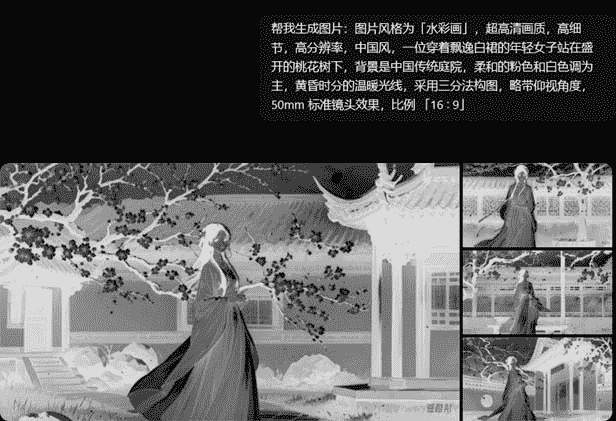 帮我生成图片：图片风格为「水彩画」，超高清画质，高细
节，高分辨率，中国风，一位穿着飘逸白裙的年轻女子站在盛
开的桃花树下，背景是中国传统庭院，柔和的粉色和白色调为
主，黄昏时分的温暖光线，采用三分法构图，略带仰视角度，
50mm 标准镜头效果，比例 「16：9」